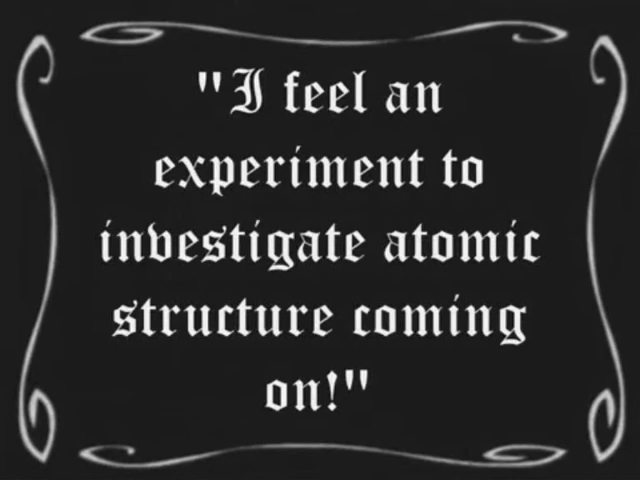 "I feel an
experiment to
investigate atomic
structure coming
on!"